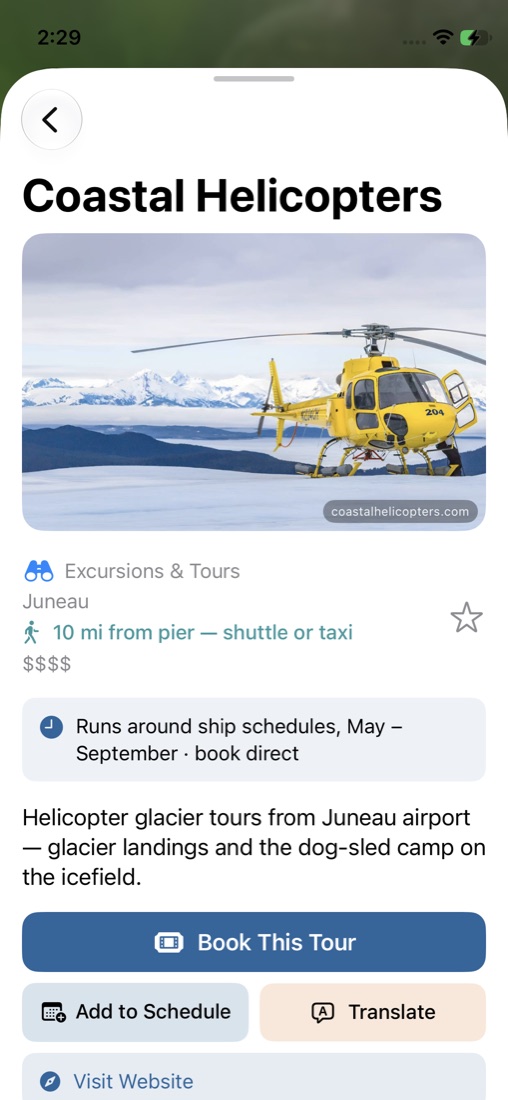 2:29
Coastal Helicopters
204
coastalhelicopters.com
Excursions & Tours
Juneau
10 mi from pier — shuttle or taxi
$$$$
Runs around ship schedules, May –
September · book direct
Helicopter glacier tours from Juneau airport
— glacier landings and the dog-sled camp on
the icefield.
Book This Tour
Add to Schedule
Translate
Visit Website